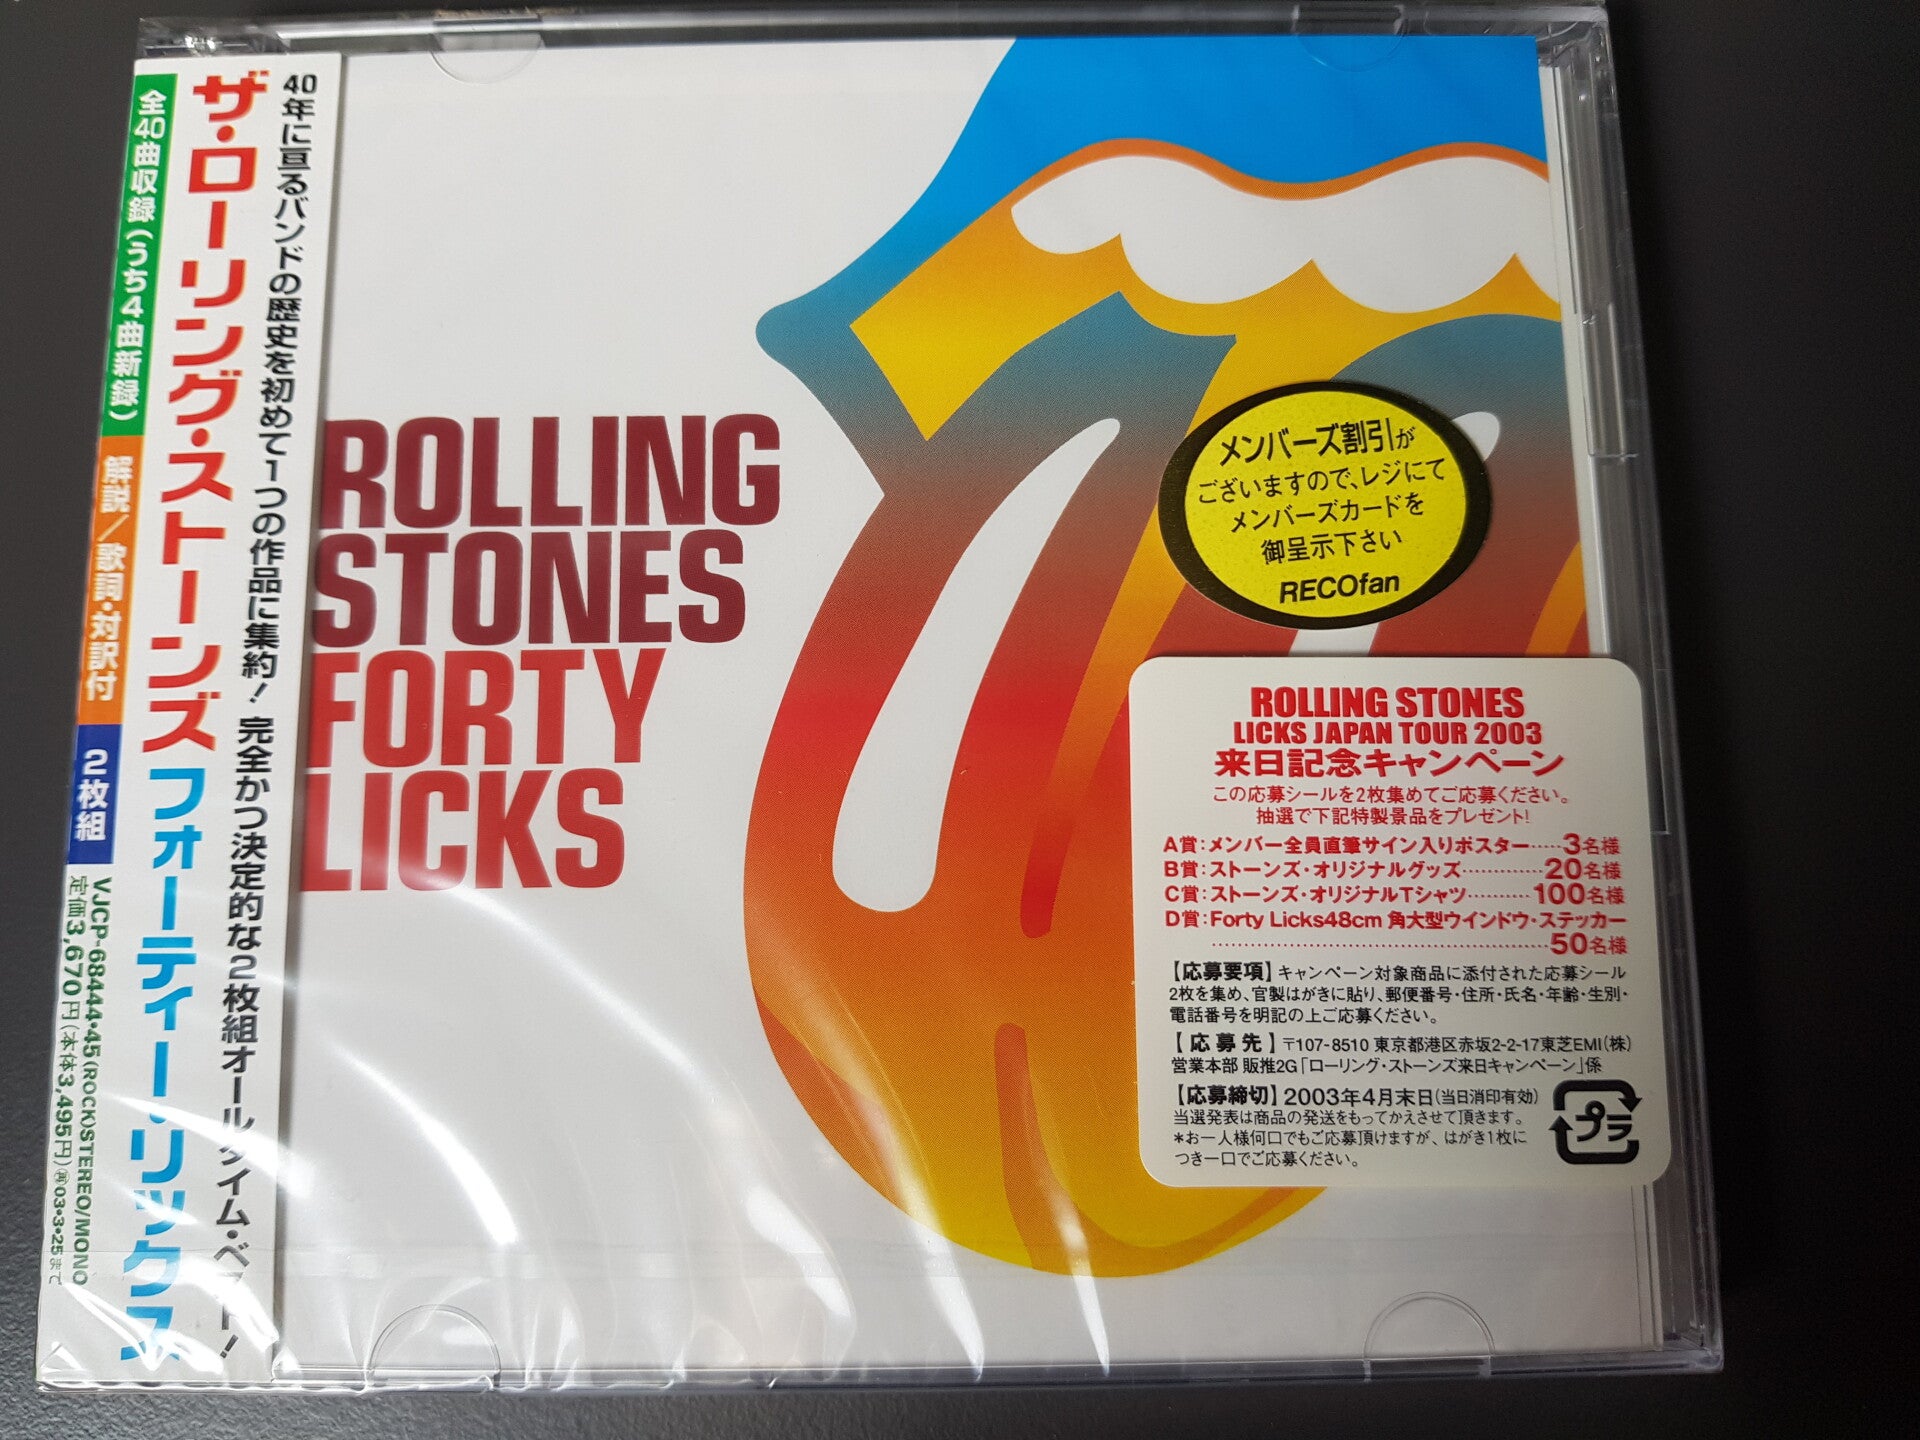 40年に亘るバンドの歴史を初めて1つの作品に集約！ 完全かつ決定的な2枚組オールタイム・ベスト！
ザ・ローリング・ストーンズ フォーティー・リックス
全40曲収録（うち4曲新録） 解説／歌詞・対訳付 2枚組
VJCP-68444・45(ROCK)STEREO/MONO
定価3,670円(本体3,495円) 03・3・25まで
ROLLING
STONES
FORTY
LICKS
メンバーズ割引が
ございますので、レジにて
メンバーズカードを
御呈示下さい
RECOfan
ROLLING STONES
LICKS JAPAN TOUR 2003
来日記念キャンペーン
この応募シールを2枚集めてご応募ください。
抽選で下記特製景品をプレゼント!
A賞：メンバー全員直筆サイン入りポスター……3名様
B賞：ストーンズ・オリジナルグッズ……………20名様
C賞：ストーンズ・オリジナルTシャツ…………100名様
D賞：Forty Licks48cm 角大型ウインドウ・ステッカー
……………………………………………50名様
【応募要項】キャンペーン対象商品に添付された応募シール
2枚を集め、官製はがきに貼り、郵便番号・住所・氏名・年齢・生別・
電話番号を明記の上ご応募ください。
【応募先】〒107-8510 東京都港区赤坂2-2-17東芝EMI(株)
営業本部 販推2G「ローリング・ストーンズ来日キャンペーン」係
【応募締切】2003年4月末日(当日消印有効)
当選発表は商品の発送をもってかえさせて頂きます。
＊お一人様何口でもご応募頂けますが、はがき1枚に
つき一口でご応募ください。
プラ